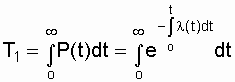 T₁ = ∫₀^∞ P(t)dt = ∫₀^∞ e^{-∫₀^t λ(t)dt} dt